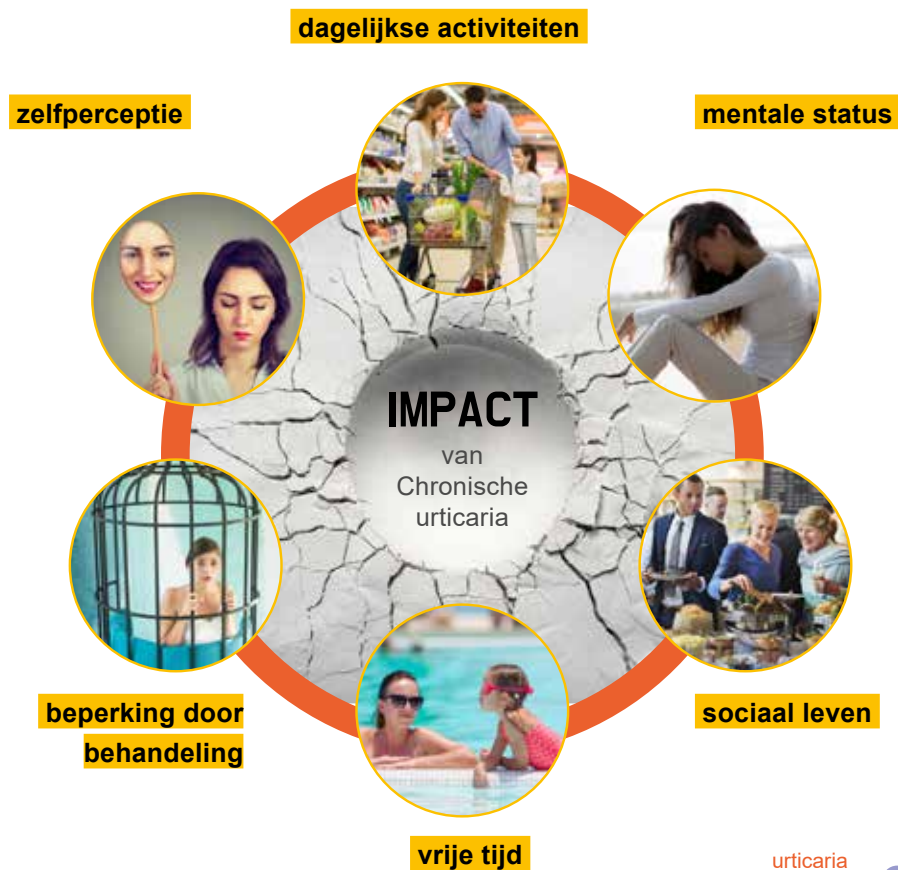 dagelijkse activiteiten
zelfperceptie
mentale status
IMPACT
van
Chronische
urticaria
beperking door
behandeling
sociaal leven
vrije tijd
urticaria